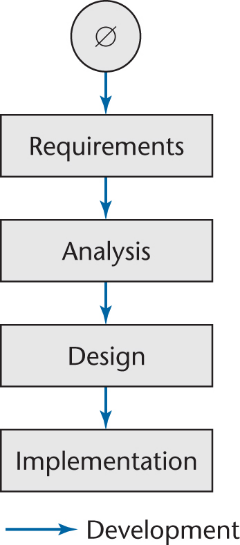 ∅
Requirements
Analysis
Design
Implementation
Development